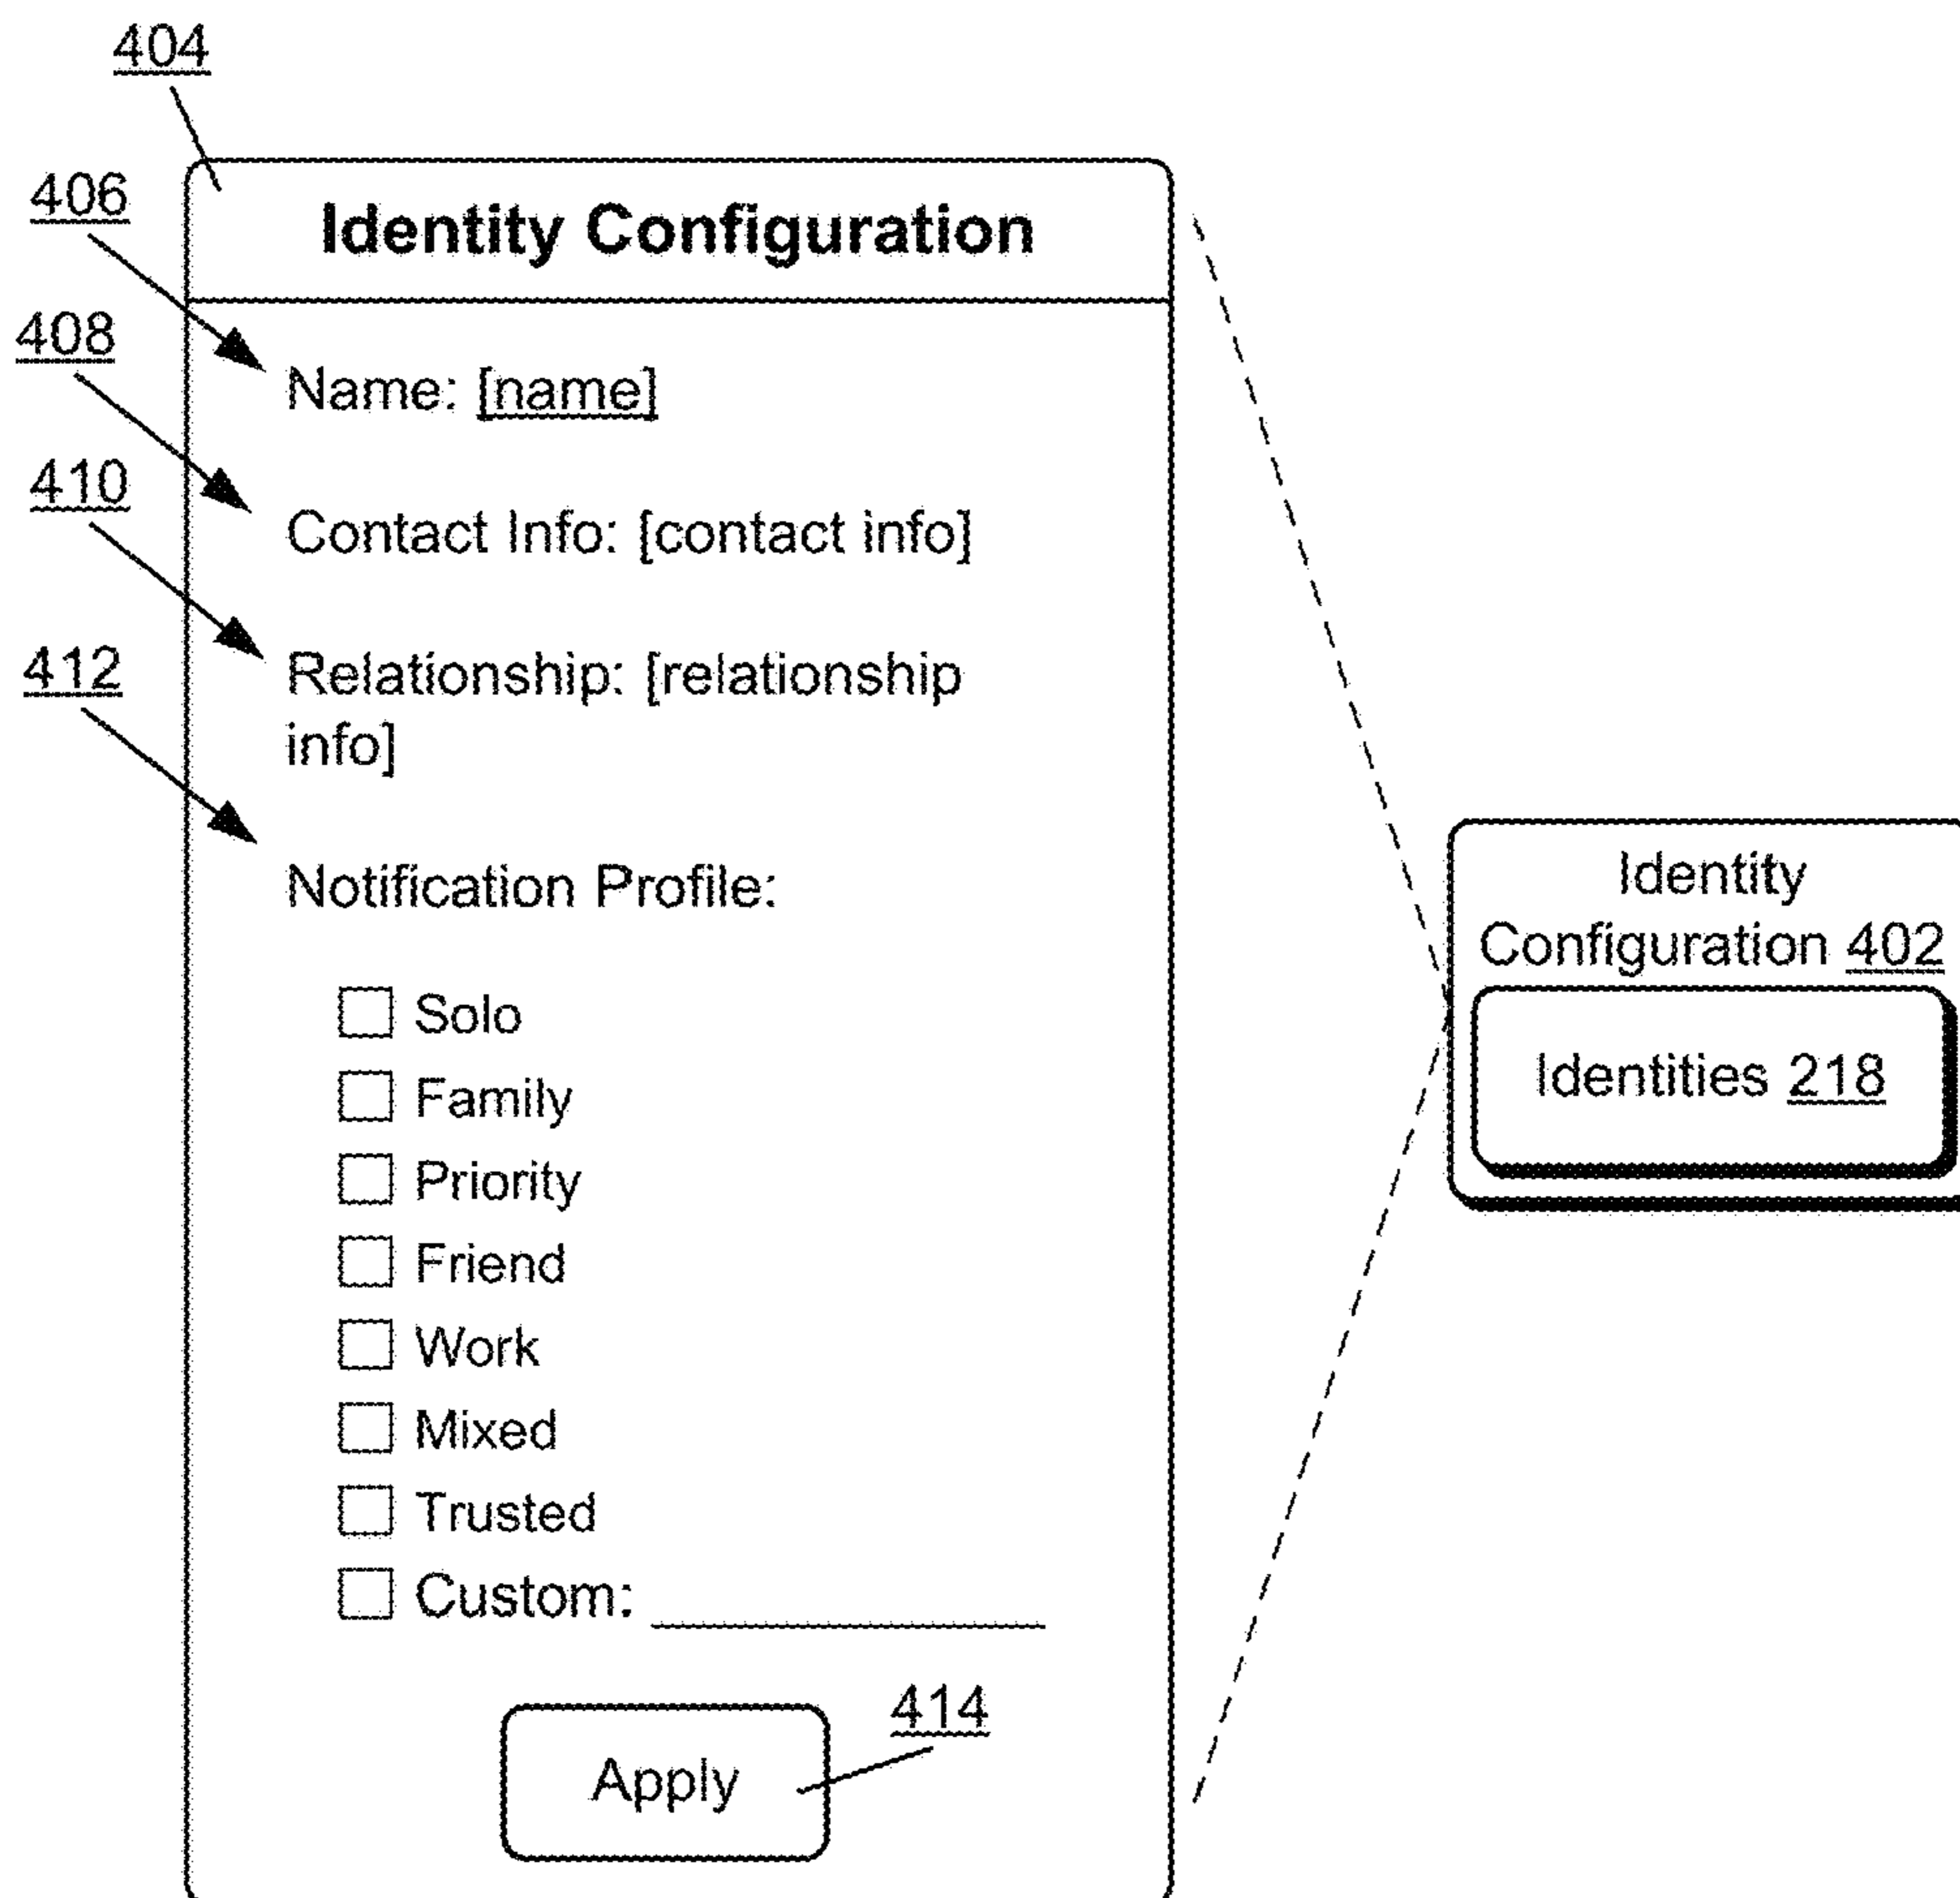 404
406
Identity Configuration
Name: [name]
408
Contact Info: [contact info]
410
Relationship: [relationship
info]
412
Notification Profile:
Solo
Family
Priority
Friend
Work
Mixed
Trusted
Custom:
414
Apply
Identity
Configuration 402
Identities 218